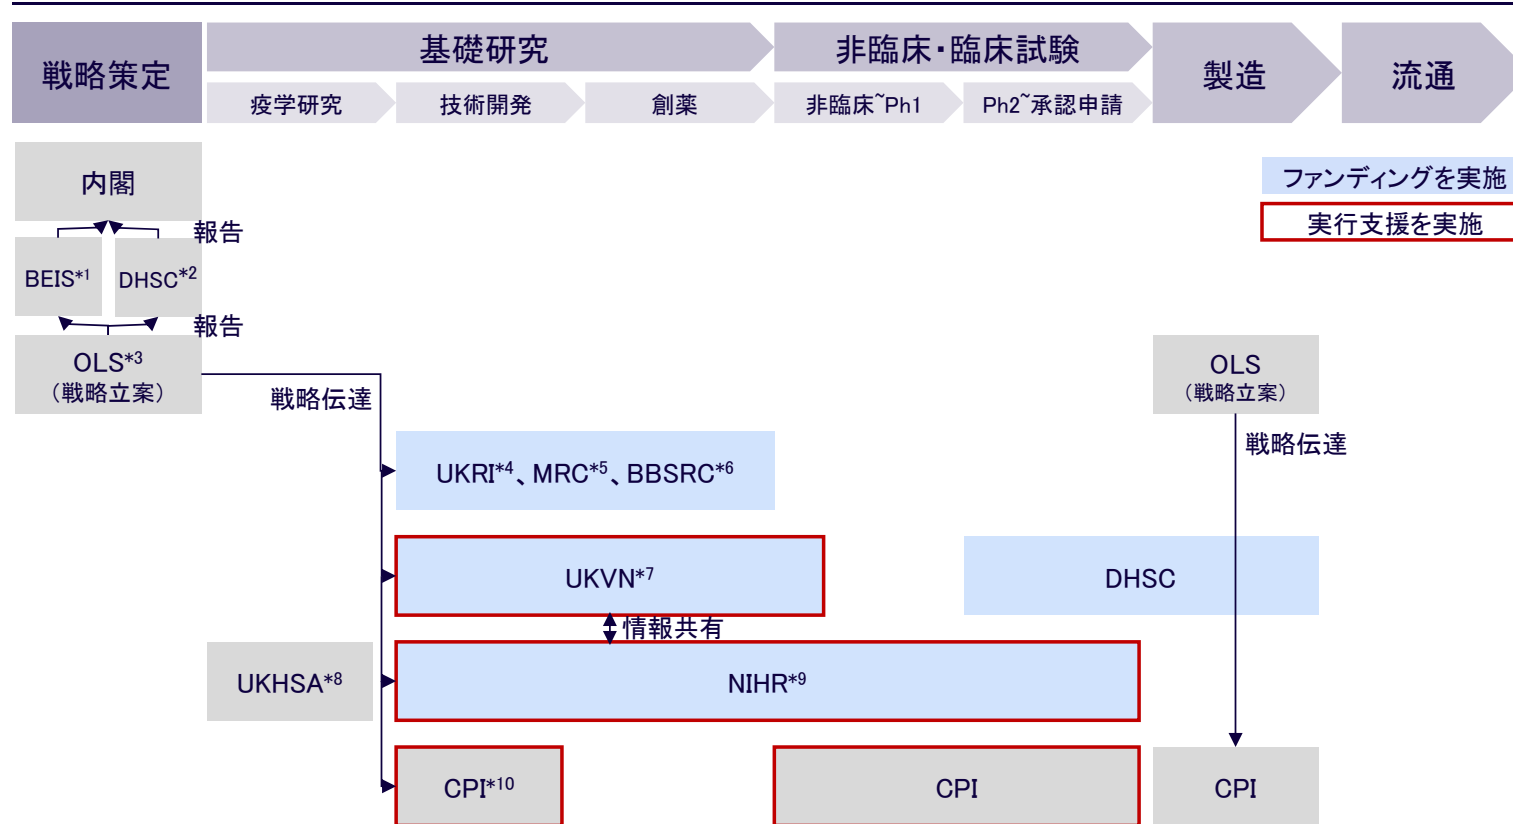 戦略策定
基礎研究
非臨床・臨床試験
製造
流通
疫学研究
技術開発
創薬
非臨床~Ph1
Ph2~承認申請
内閣
ファンディングを実施
実行支援を実施
報告
BEIS*1
DHSC*2
報告
OLS*3
（戦略立案）
OLS
（戦略立案）
戦略伝達
戦略伝達
UKRI*4、MRC*5、BBSRC*6
UKVN*7
DHSC
情報共有
UKHSA*8
NIHR*9
CPI*10
CPI
CPI